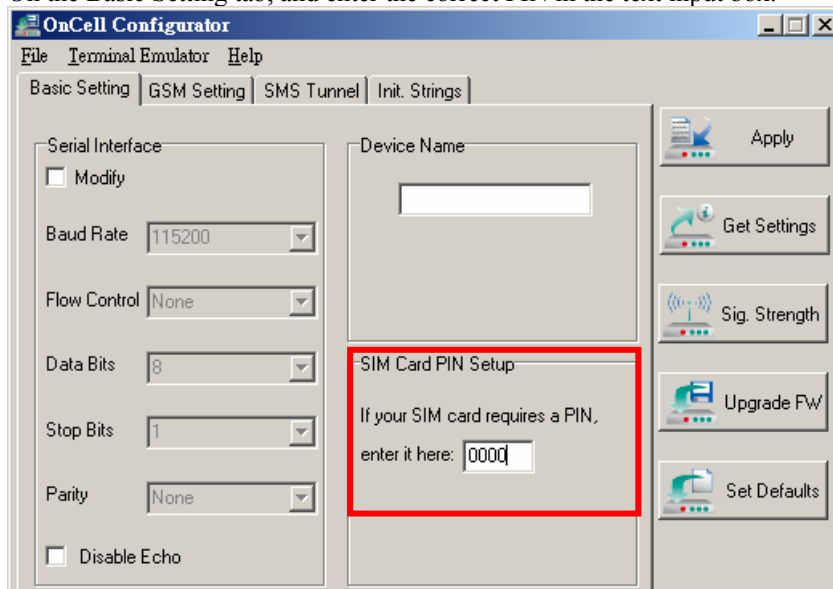 On the Basic Setting tab, and enter the correct PIN in the text input box.
OnCell Configurator
File Terminal Emulator Help
Basic Setting GSM Setting SMS Tunnel Init. Strings
Serial Interface
Modify
Baud Rate 115200
Flow Control None
Data Bits 8
Stop Bits 1
Parity None
Disable Echo
Device Name
SIM Card PIN Setup
If your SIM card requires a PIN,
enter it here: 0000
Apply
Get Settings
Sig. Strength
Upgrade FW
Set Defaults